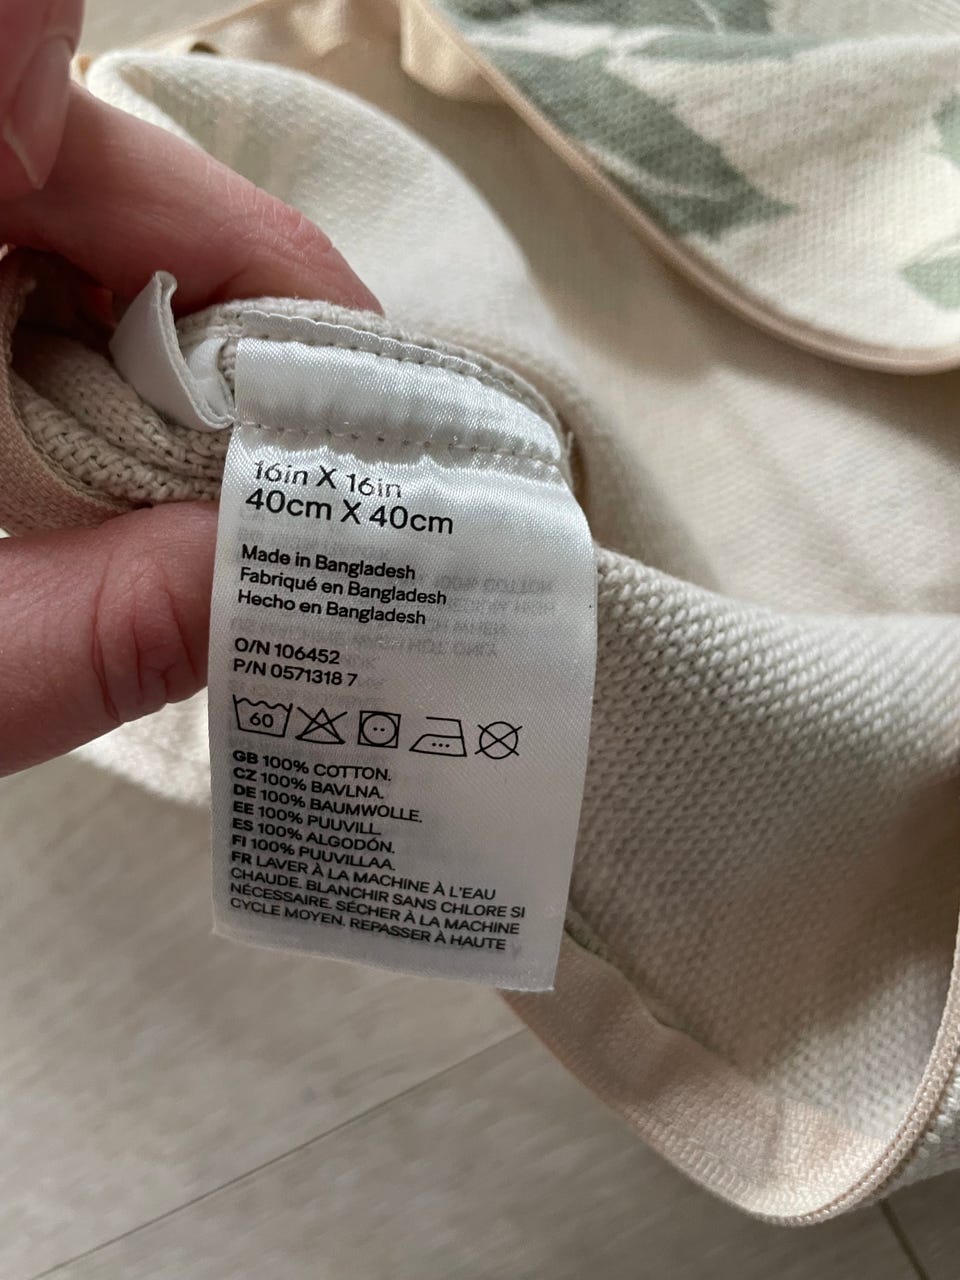 16in X 16in
40cm X 40cm
Made in Bangladesh
Fabriqué en Bangladesh
Hecho en Bangladesh
O/N 106452
P/N 0571318 7
60
GB 100% COTTON.
CZ 100% BAVLNA.
DE 100% BAUMWOLLE.
EE 100% PUUVILL.
ES 100% ALGODÓN.
FI 100% PUUVILLAA.
FR LAVER À LA MACHINE À L'EAU
CHAUDE. BLANCHIR SANS CHLORE SI
NÉCESSAIRE. SÉCHER À LA MACHINE
CYCLE MOYEN. REPASSER À HAUTE